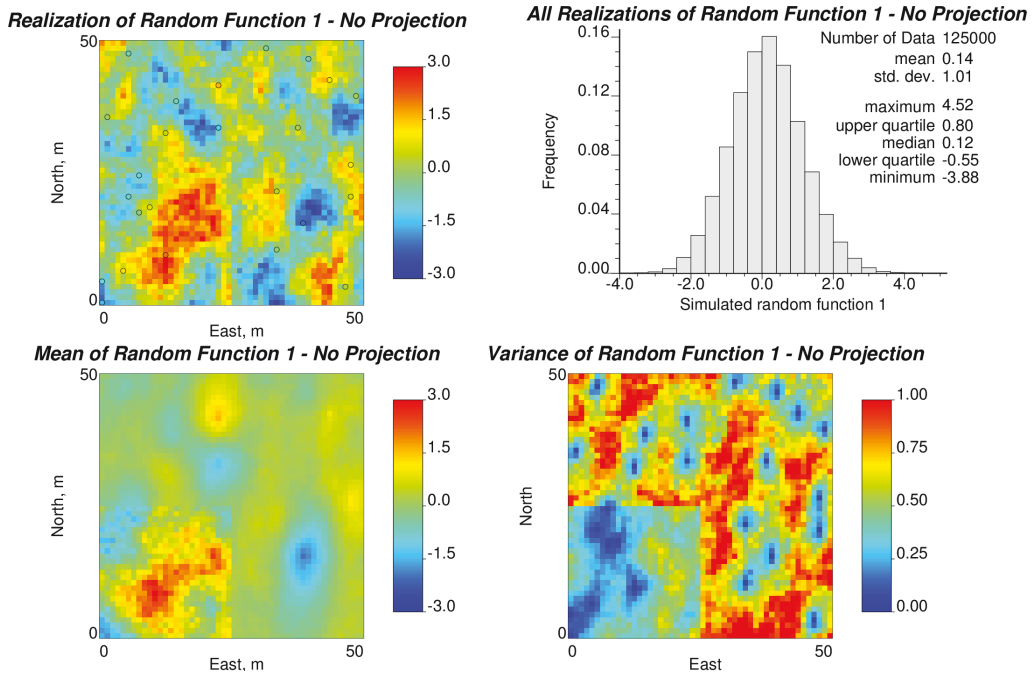 Realization of Random Function 1 - No Projection
50
North, m
0
0
50
East, m
3.0
1.5
0.0
-1.5
-3.0
All Realizations of Random Function 1 - No Projection
Frequency
0.16
0.12
0.08
0.04
0.00
-4.0
-2.0
0.0
2.0
4.0
Simulated random function 1
Number of Data 125000
mean 0.14
std. dev. 1.01
maximum 4.52
upper quartile 0.80
median 0.12
lower quartile -0.55
minimum -3.88
Mean of Random Function 1 - No Projection
50
North, m
0
0
50
East, m
3.0
1.5
0.0
-1.5
-3.0
Variance of Random Function 1 - No Projection
50
North
0
0
50
East
1.00
0.75
0.50
0.25
0.00